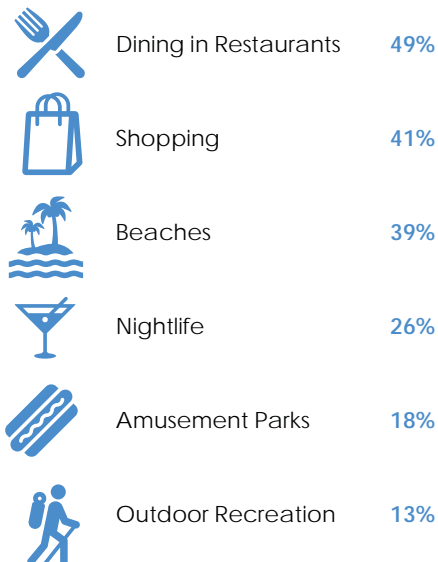 Dining in Restaurants 49%
Shopping 41%
Beaches 39%
Nightlife 26%
Amusement Parks 18%
Outdoor Recreation 13%